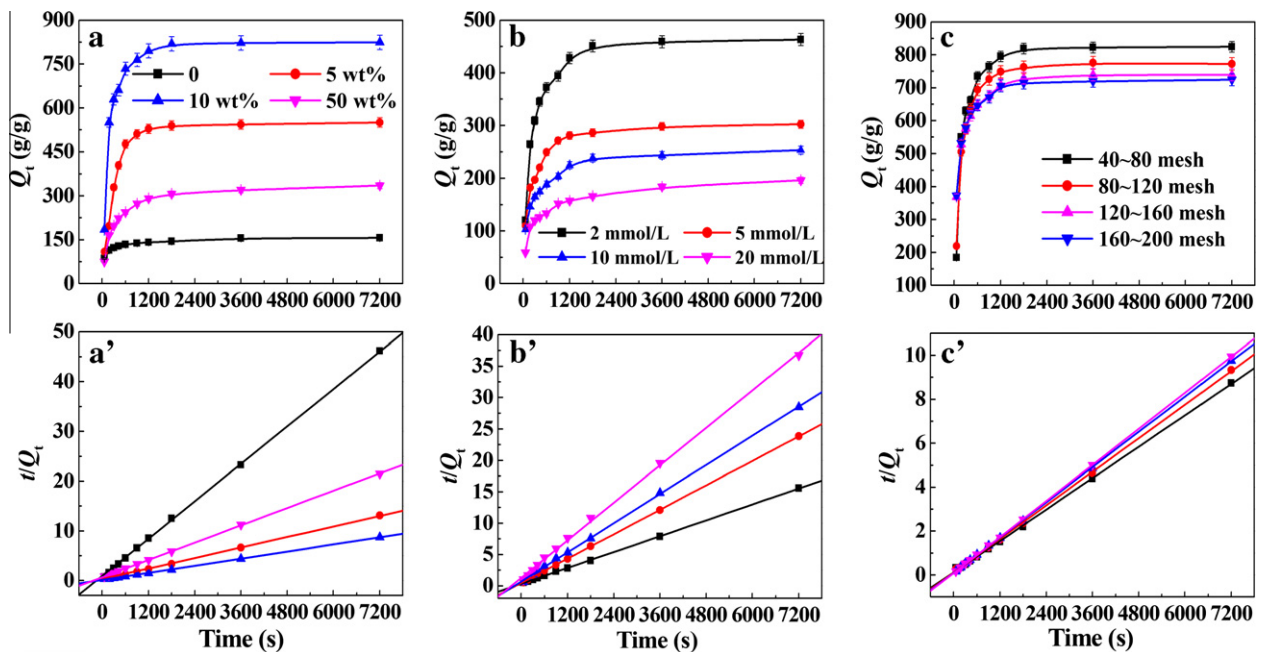 a
Qt (g/g)
900
750
600
450
300
150
0
0 5 wt%
10 wt% 50 wt%
0 1200 2400 3600 4800 6000 7200
b
Qt (g/g)
500
400
300
200
100
0
2 mmol/L 5 mmol/L
10 mmol/L 20 mmol/L
0 1200 2400 3600 4800 6000 7200
c
Qt (g/g)
900
800
700
600
500
400
300
200
100
40~80 mesh
80~120 mesh
120~160 mesh
160~200 mesh
0 1200 2400 3600 4800 6000 7200
a’
t/Qt
50
40
30
20
10
0
0 1200 2400 3600 4800 6000 7200
Time (s)
b’
t/Qt
40
35
30
25
20
15
10
5
0
0 1200 2400 3600 4800 6000 7200
Time (s)
c’
t/Qt
10
8
6
4
2
0
0 1200 2400 3600 4800 6000 7200
Time (s)